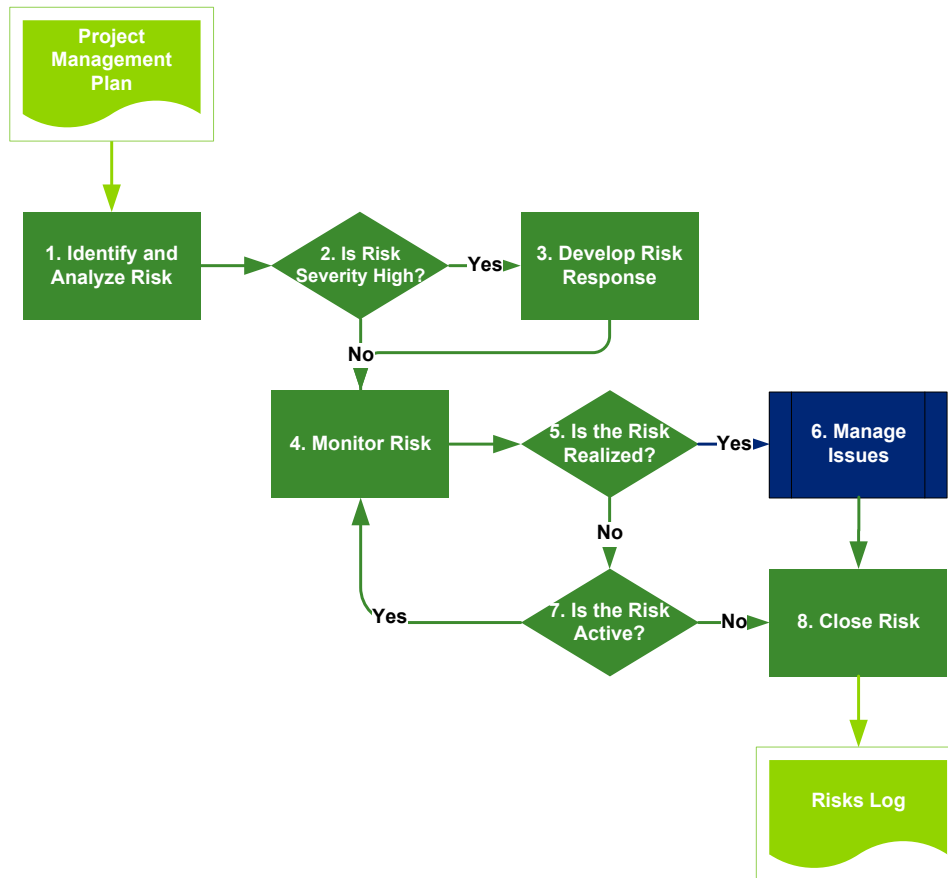 Project
Management
Plan
1. Identify and
Analyze Risk
2. Is Risk
Severity High?
Yes
3. Develop Risk
Response
No
4. Monitor Risk
5. Is the Risk
Realized?
Yes
6. Manage
Issues
No
Yes
7. Is the Risk
Active?
No
8. Close Risk
Risks Log